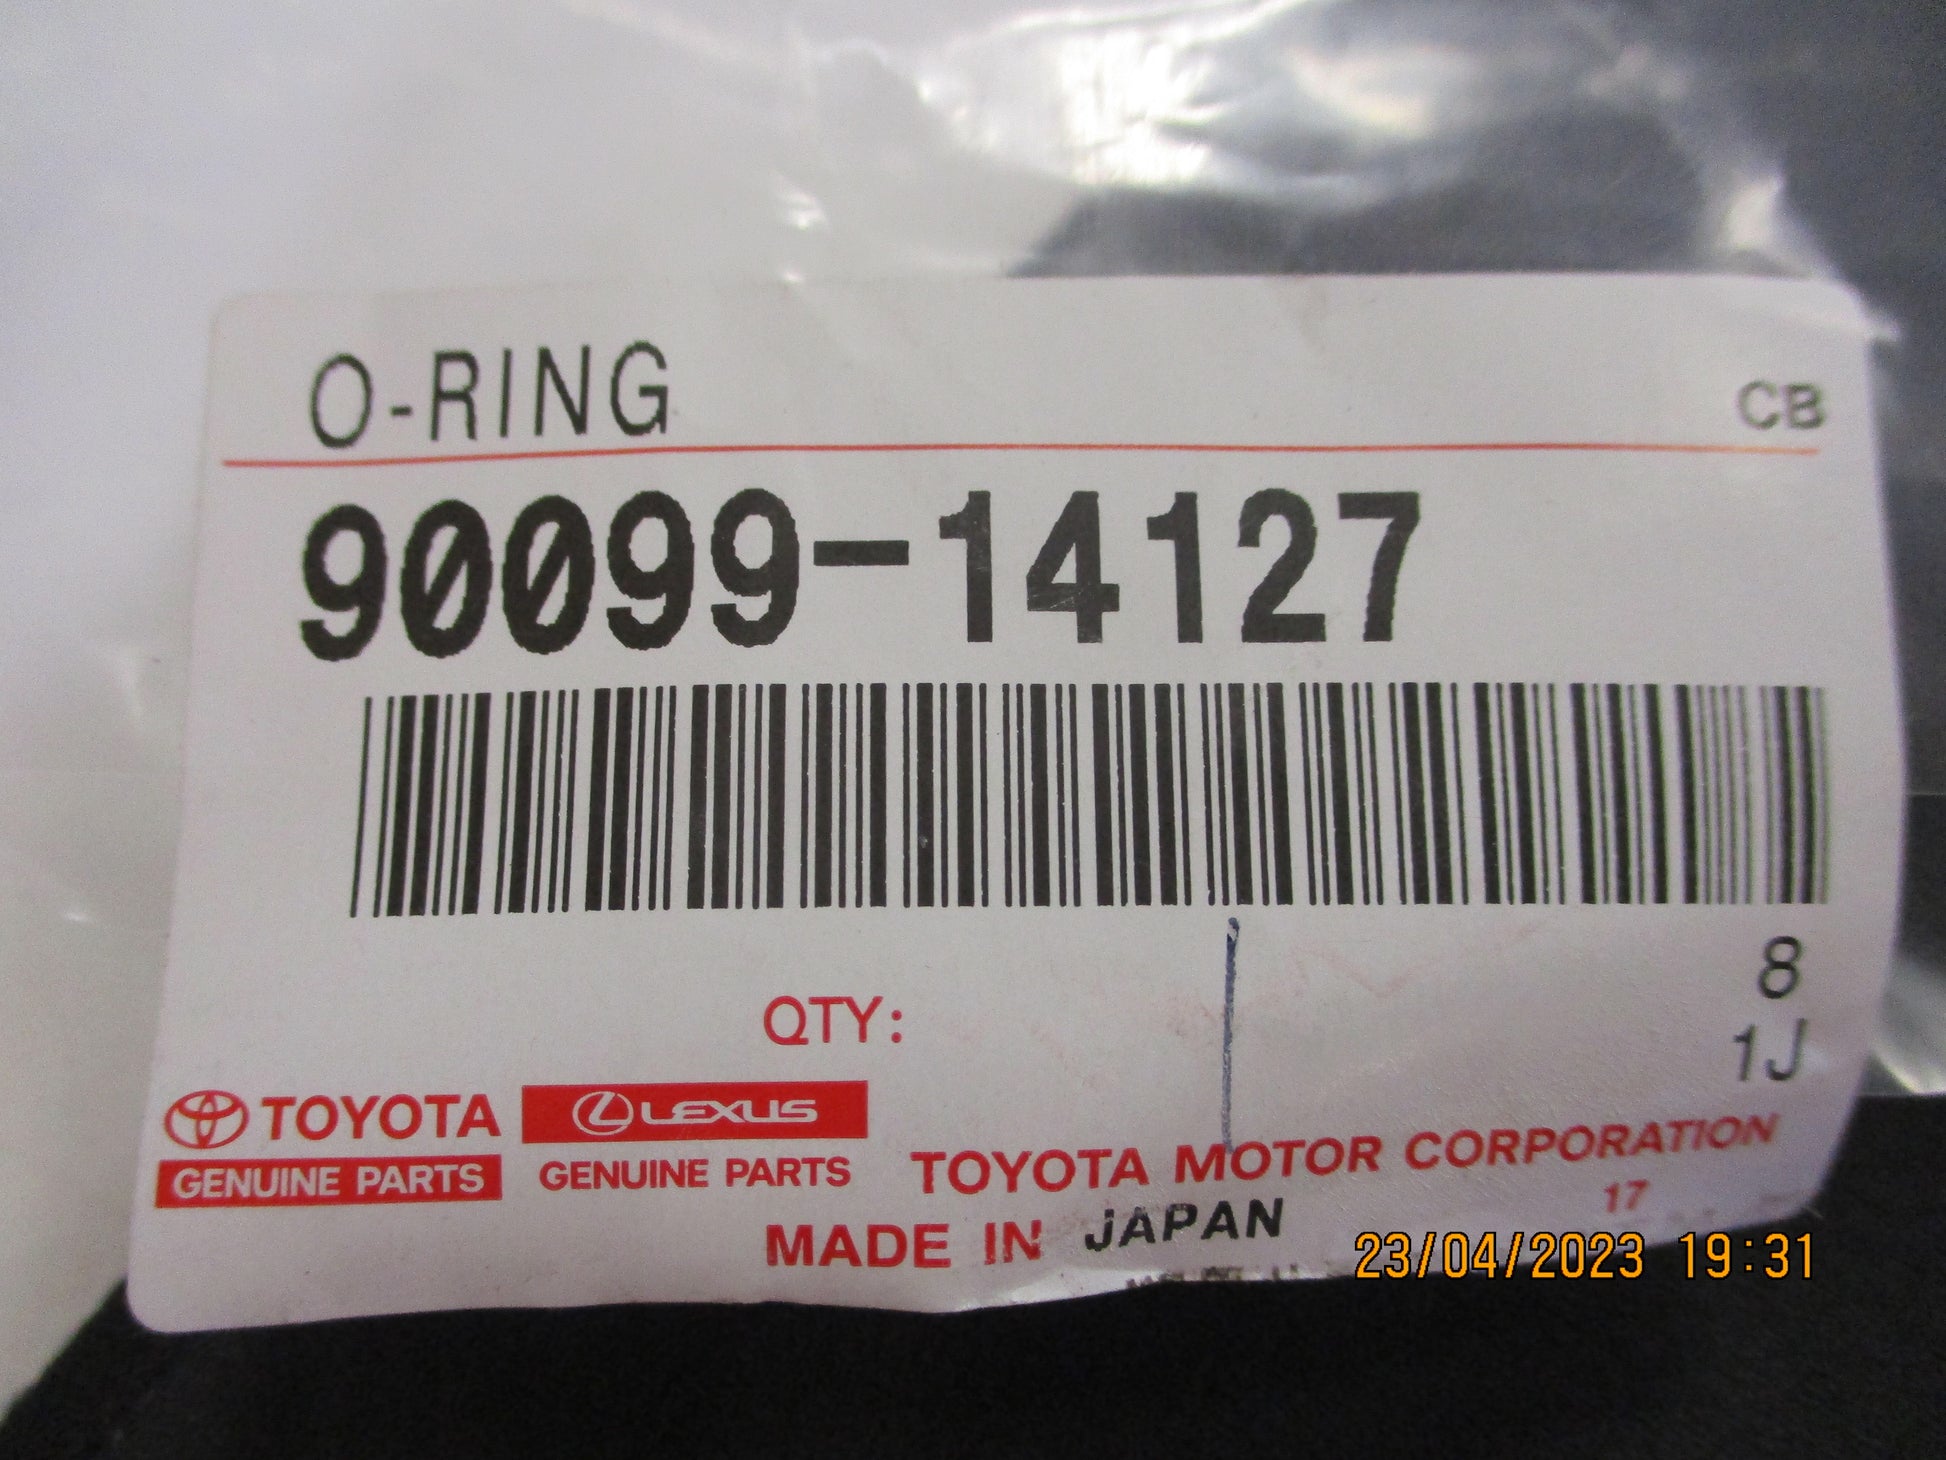 O-RING
CB
90099-14127
QTY:
8
1J
TOYOTA
GENUINE PARTS
LEXUS
GENUINE PARTS
TOYOTA MOTOR CORPORATION
17
MADE IN JAPAN
23/04/2023 19:31